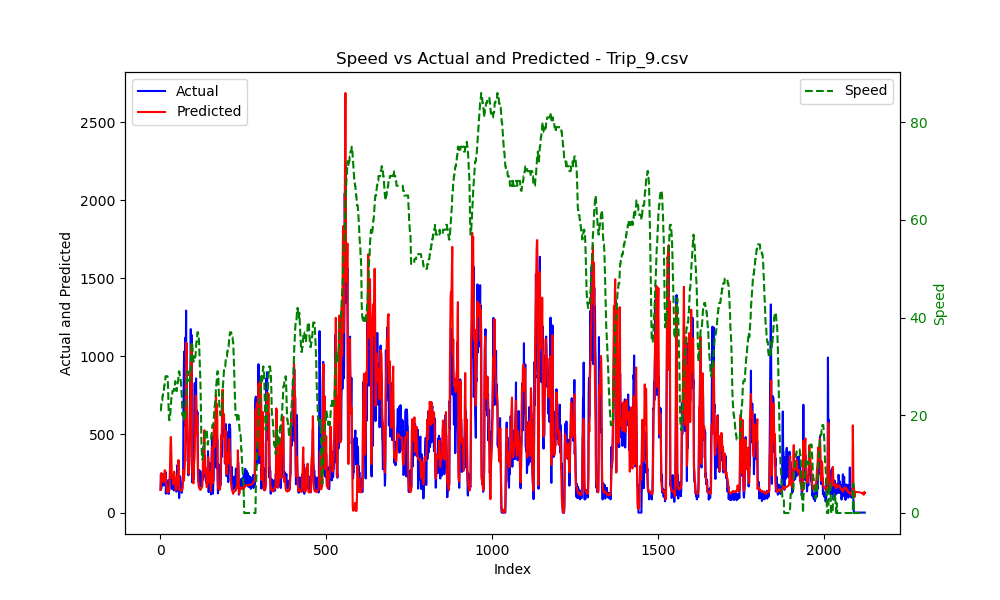 Speed vs Actual and Predicted - Trip_9.csv
Actual
Predicted
Speed
2500
2000
1500
1000
500
0
Actual and Predicted
80
60
40
20
0
Speed
0
500
1000
1500
2000
Index